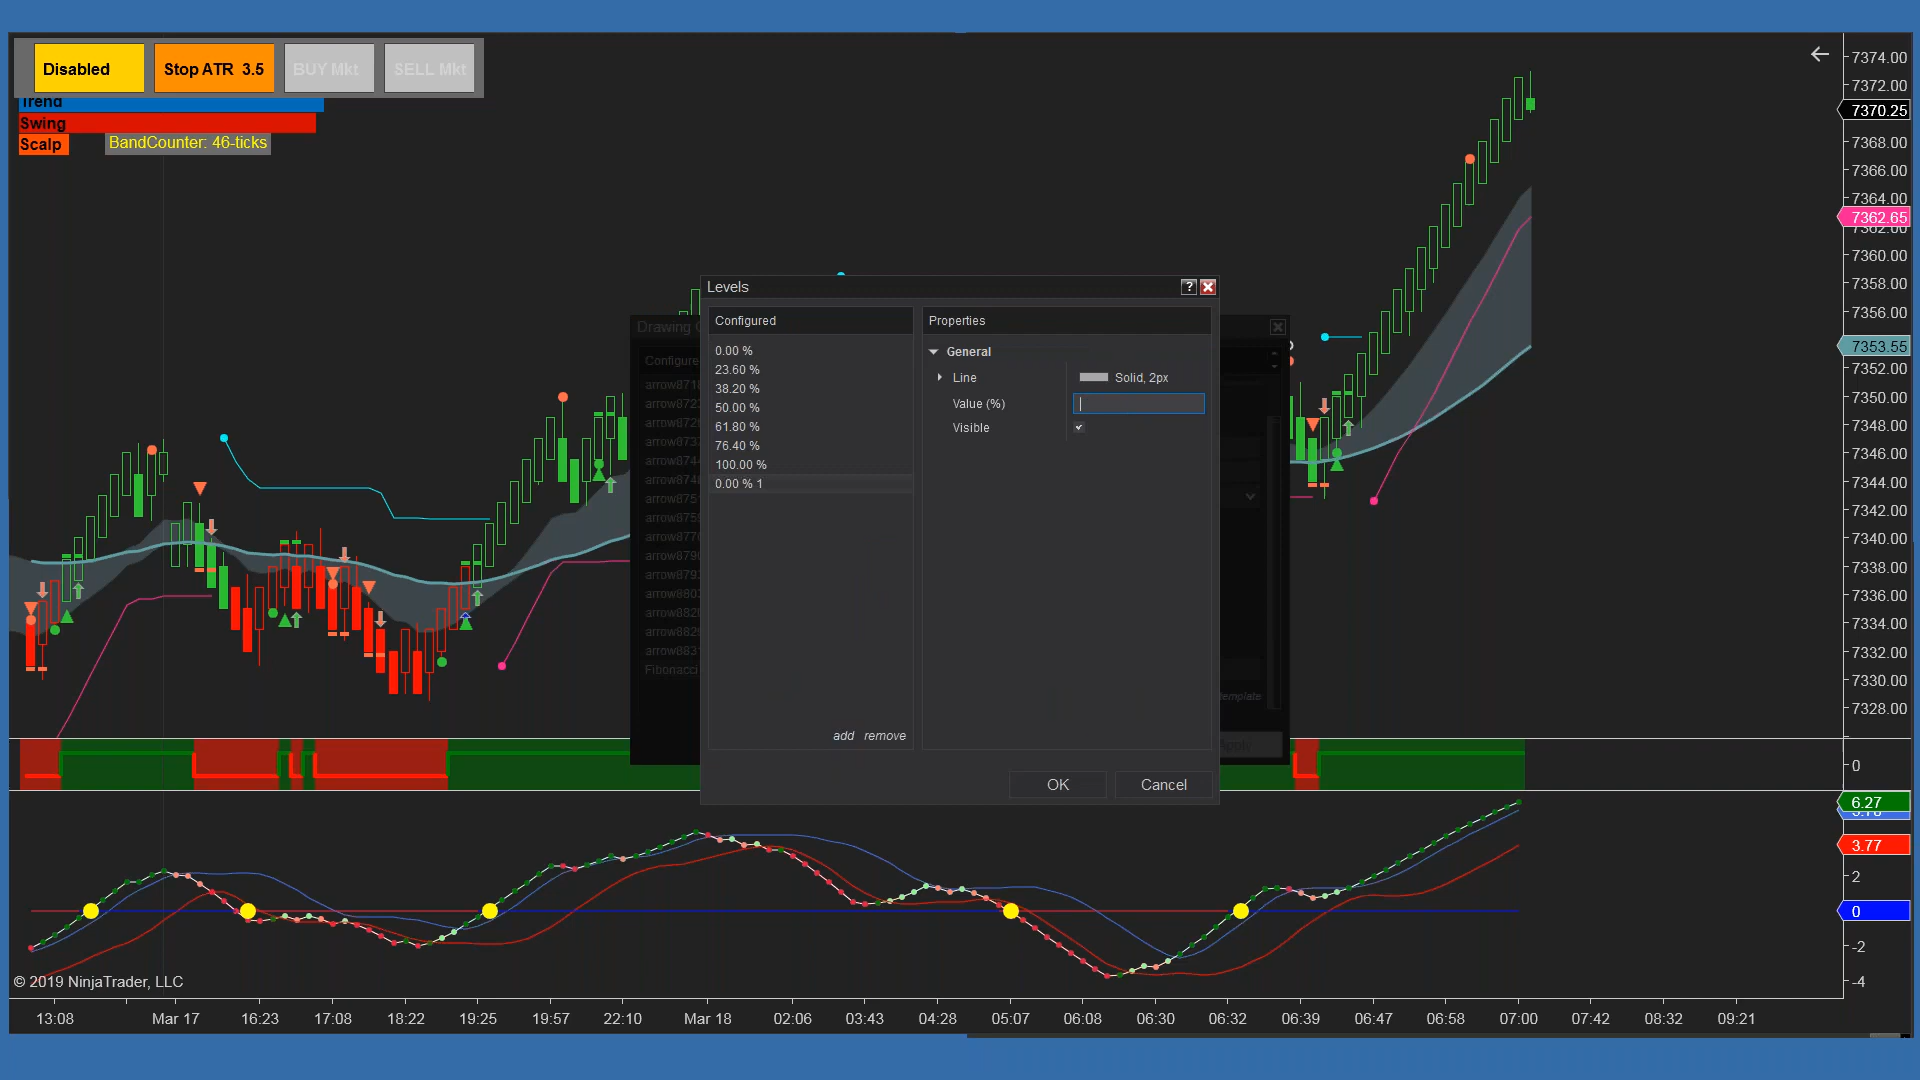 Disabled
Stop ATR 3.5
BUY Mkt
SELL Mkt
Trend
Swing
Scalp
BandCounter: 46-ticks
7374.00
7372.00
7370.25
7368.00
7366.00
7364.00
7362.65
7362.00
7360.00
7358.00
7356.00
7353.55
7352.00
7350.00
7348.00
7346.00
7344.00
7342.00
7340.00
7338.00
7336.00
7334.00
7332.00
7330.00
7328.00
Levels
?
Configured
0.00 %
23.60 %
38.20 %
50.00 %
61.80 %
76.40 %
100.00 %
0.00 % 1
add remove
Properties
General
Line
Solid, 2px
Value (%)
Visible
OK
Cancel
Drawing
Configure
Fibonacci
template
0
6.27
3.77
2
0
-2
-4
© 2019 NinjaTrader, LLC
13:08 Mar 17 16:23 17:08 18:22 19:25 19:57 22:10 Mar 18 02:06 03:43 04:28 05:07 06:08 06:30 06:32 06:39 06:47 06:58 07:00 07:42 08:32 09:21